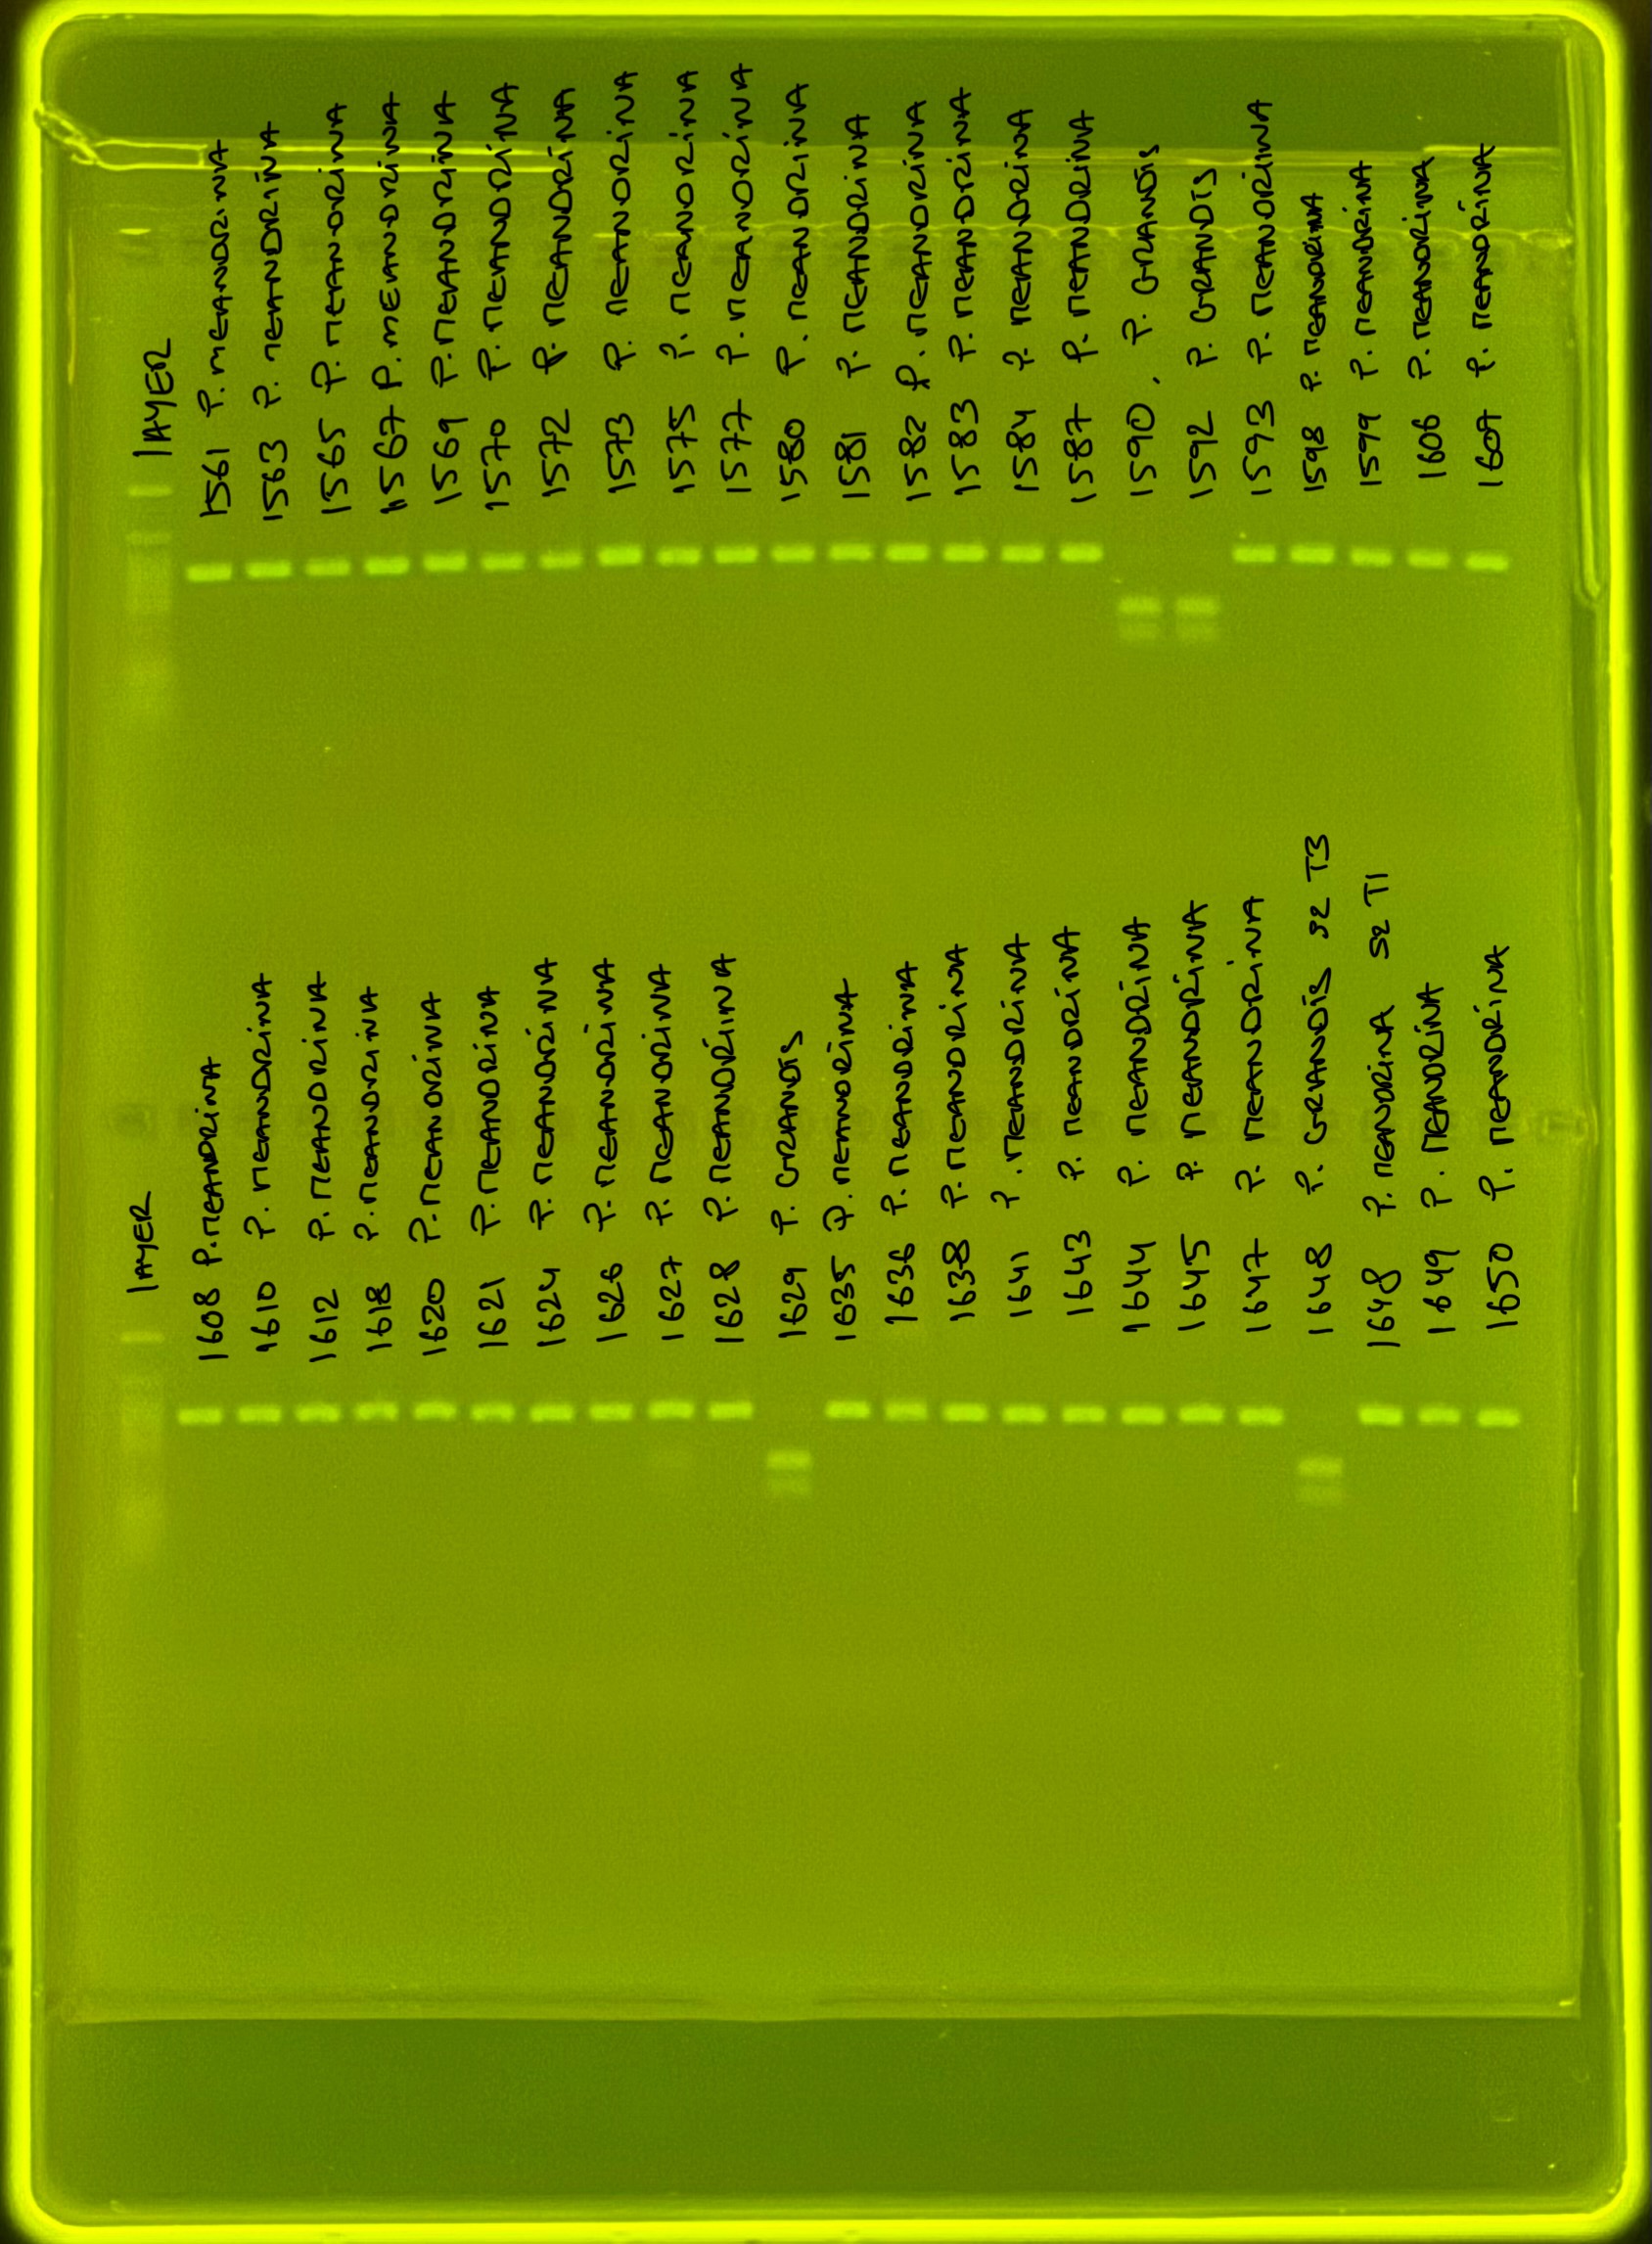 LAYER
1561 P. MEANDRINA
1563 P. MEANDRINA
1565 P. MEANDRINA
1567 P. MEANDRINA
1569 P. MEANDRINA
1570 P. MEANDRINA
1572 P. MEANDRINA
1573 P. MEANDRINA
1575 P. MEANDRINA
1577 P. MEANDRINA
1580 P. MEANDRINA
1581 P. MEANDRINA
1582 P. MEANDRINA
1583 P. MEANDRINA
1584 P. MEANDRINA
1587 P. MEANDRINA
1590. P. GRANDIS
1592 P. GRANDIS
1593 P. MEANDRINA
1598 P. MEANDRINA
1599 P. MEANDRINA
1606 P. MEANDRINA
1607 P. MEANDRINA
LAYER
1608 P. MEANDRINA
1610 P. MEANDRINA
1612 P. MEANDRINA
1618 P. MEANDRINA
1620 P. MEANDRINA
1621 P. MEANDRINA
1624 P. MEANDRINA
1626 P. MEANDRINA
1627 P. MEANDRINA
1628 P. MEANDRINA
1629 P. GRANDIS
1635 P. MEANDRINA
1636 P. MEANDRINA
1638 P. MEANDRINA
1641 P. MEANDRINA
1643 P. MEANDRINA
1644 P. MEANDRINA
1645 P. MEANDRINA
1647 P. MEANDRINA
1648 P. GRANDIS S2 T3
1648 P. MEANDRINA S2 T1
1649 P. MEANDRINA
1650 P. MEANDRINA